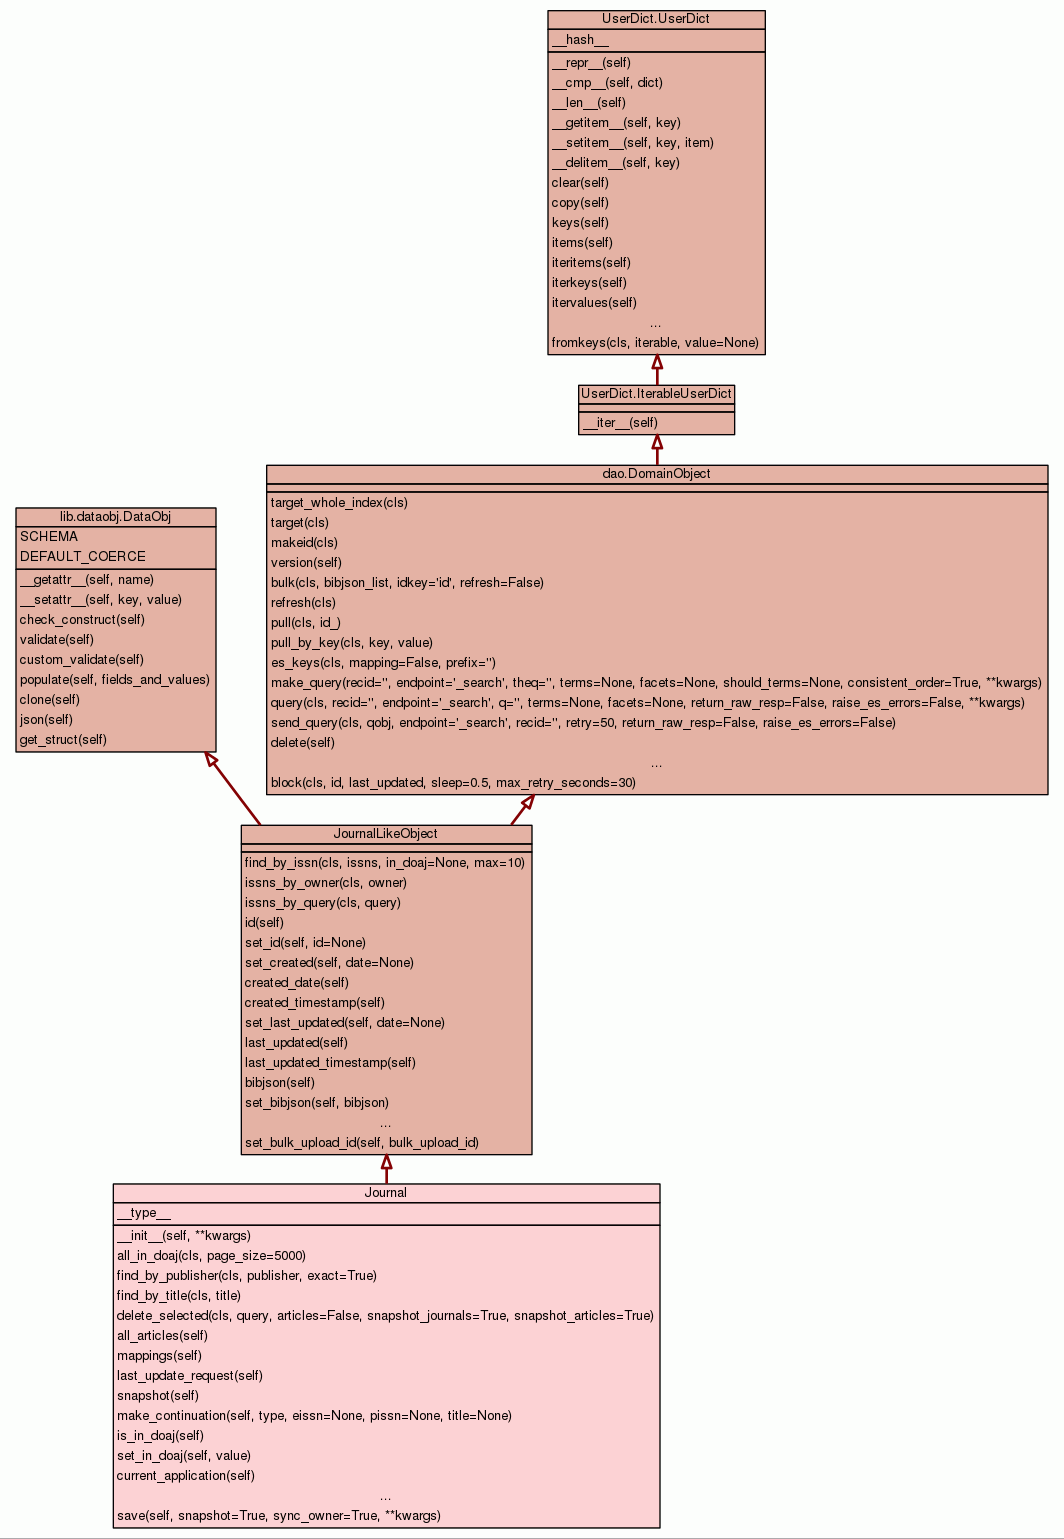 UserDict.UserDict
__hash__
__repr__(self)
__cmp__(self, dict)
__len__(self)
__getitem__(self, key)
__setitem__(self, key, item)
__delitem__(self, key)
clear(self)
copy(self)
keys(self)
items(self)
iteritems(self)
iterkeys(self)
itervalues(self)
...
fromkeys(cls, iterable, value=None)
UserDict.IterableUserDict
__iter__(self)
dao.DomainObject
target_whole_index(cls)
target(cls)
makeid(cls)
version(self)
bulk(cls, bibjson_list, idkey='id', refresh=False)
refresh(cls)
pull(cls, id_)
pull_by_key(cls, key, value)
es_keys(cls, mapping=False, prefix='')
make_query(recid='', endpoint='_search', theq='', terms=None, facets=None, should_terms=None, consistent_order=True, **kwargs)
query(cls, recid='', endpoint='_search', q='', terms=None, facets=None, return_raw_resp=False, raise_es_errors=False, **kwargs)
send_query(cls, qobj, endpoint='_search', recid='', retry=50, return_raw_resp=False, raise_es_errors=False)
delete(self)
...
block(cls, id, last_updated, sleep=0.5, max_retry_seconds=30)
lib.dataobj.DataObj
SCHEMA
DEFAULT_COERCE
__getattr__(self, name)
__setattr__(self, key, value)
check_construct(self)
validate(self)
custom_validate(self)
populate(self, fields_and_values)
clone(self)
json(self)
get_struct(self)
JournalLikeObject
find_by_issn(cls, issns, in_doaj=None, max=10)
issns_by_owner(cls, owner)
issns_by_query(cls, query)
id(self)
set_id(self, id=None)
set_created(self, date=None)
created_date(self)
created_timestamp(self)
set_last_updated(self, date=None)
last_updated(self)
last_updated_timestamp(self)
bibjson(self)
set_bibjson(self, bibjson)
...
set_bulk_upload_id(self, bulk_upload_id)
Journal
__type__
__init__(self, **kwargs)
all_in_doaj(cls, page_size=5000)
find_by_publisher(cls, publisher, exact=True)
find_by_title(cls, title)
delete_selected(cls, query, articles=False, snapshot_journals=True, snapshot_articles=True)
all_articles(self)
mappings(self)
last_update_request(self)
snapshot(self)
make_continuation(self, type, eissn=None, pissn=None, title=None)
is_in_doaj(self)
set_in_doaj(self, value)
current_application(self)
...
save(self, snapshot=True, sync_owner=True, **kwargs)